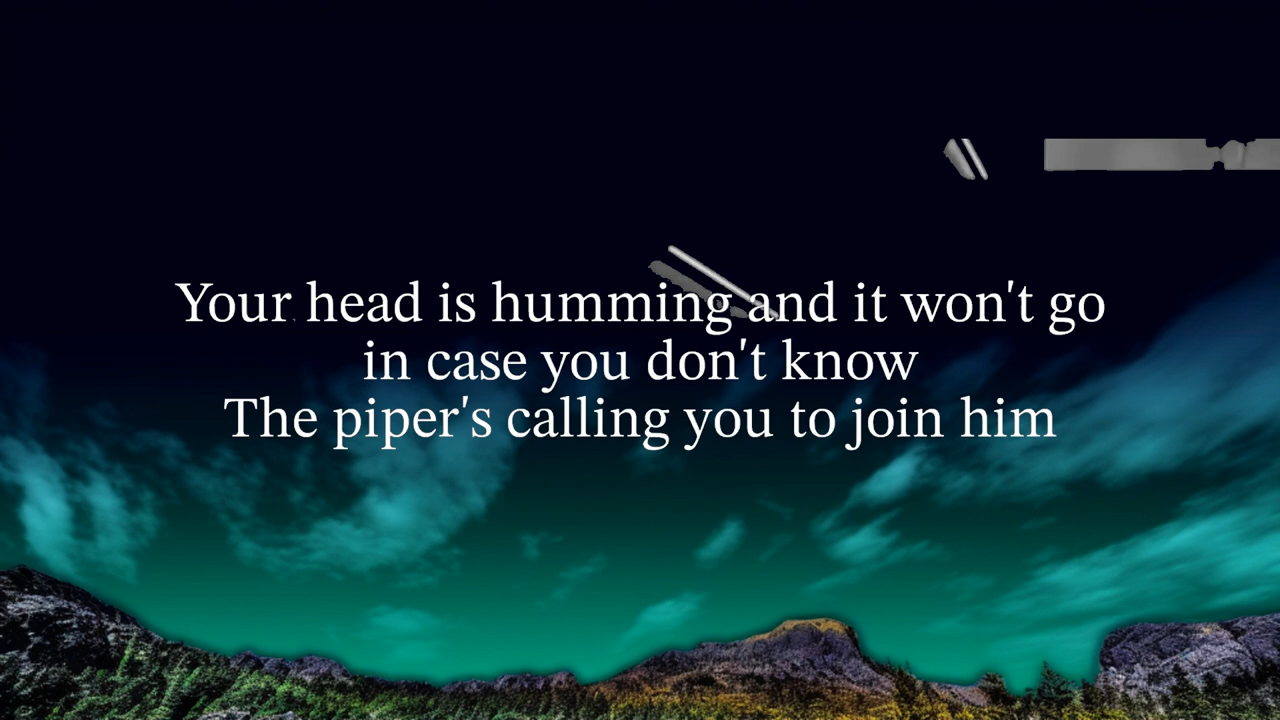 Your head is humming and it won't go
in case you don't know
The piper's calling you to join him